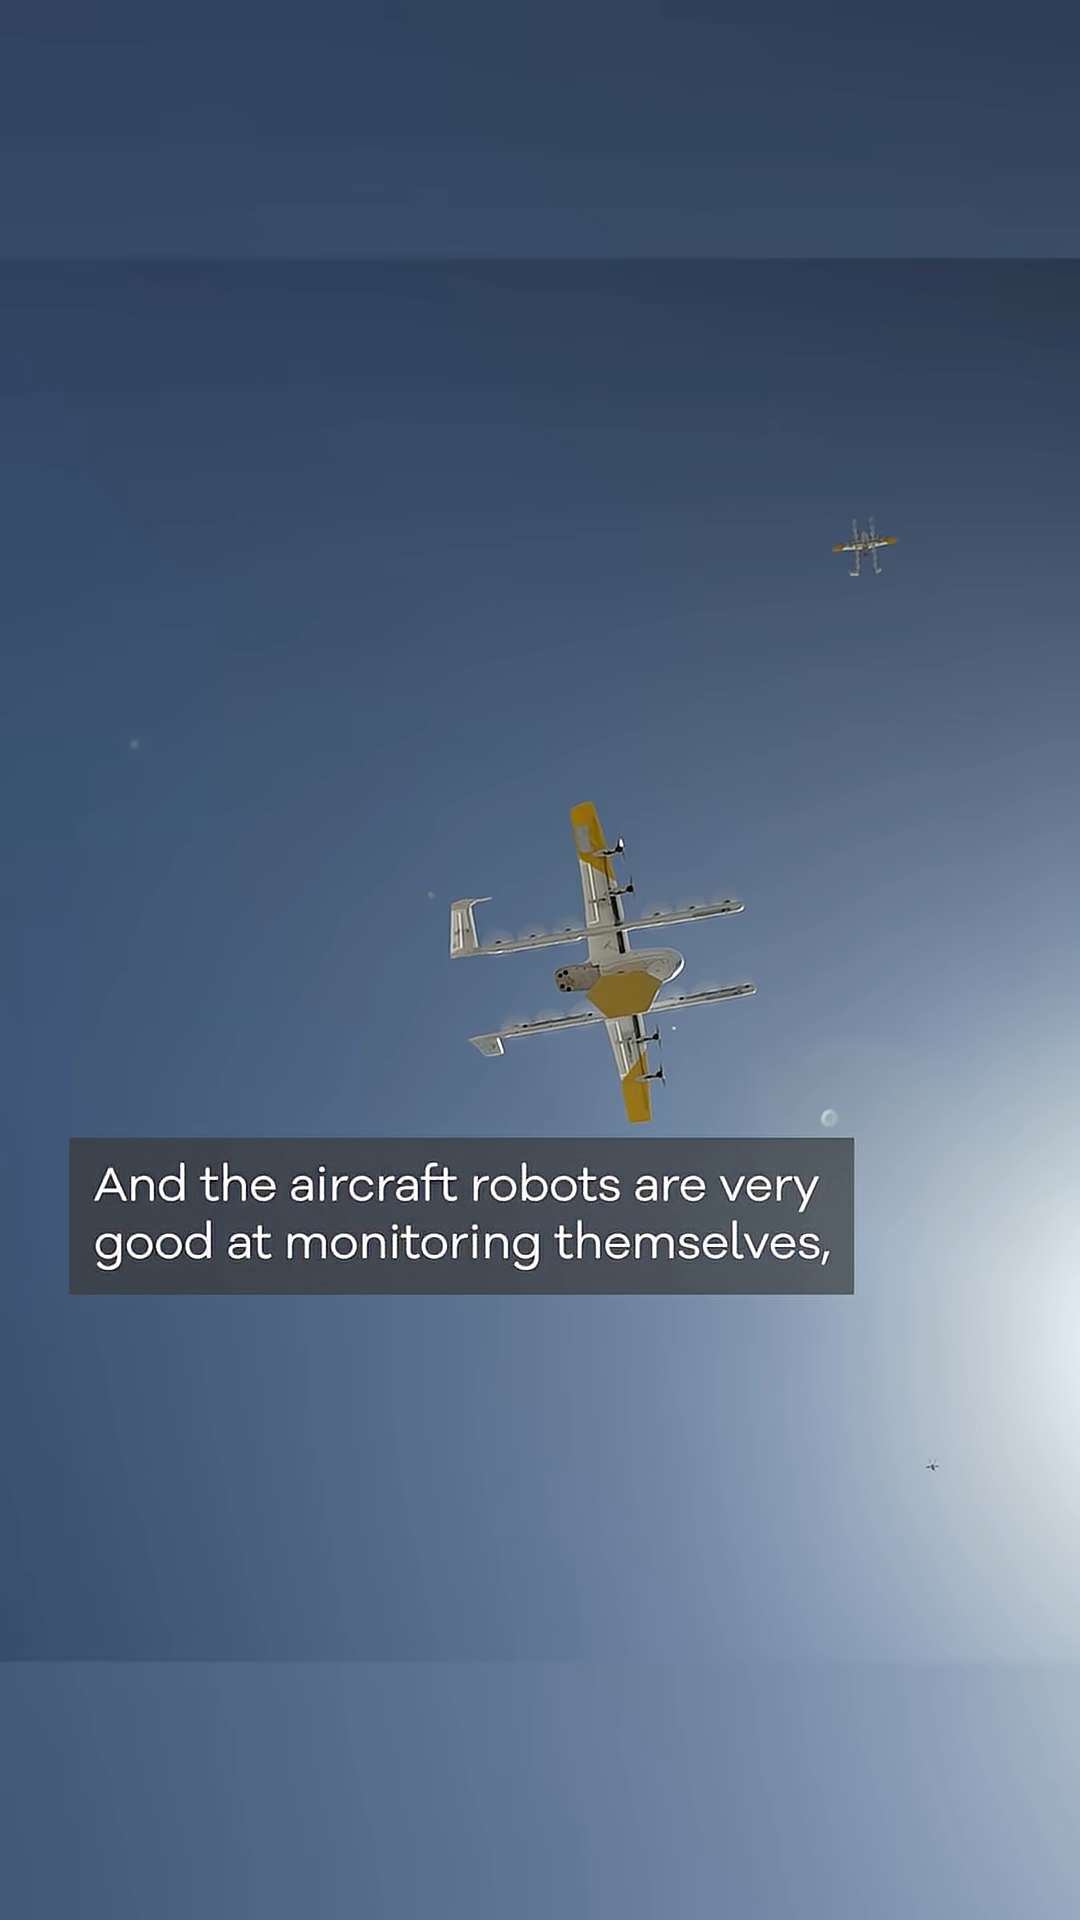 And the aircraft robots are very
good at monitoring themselves,